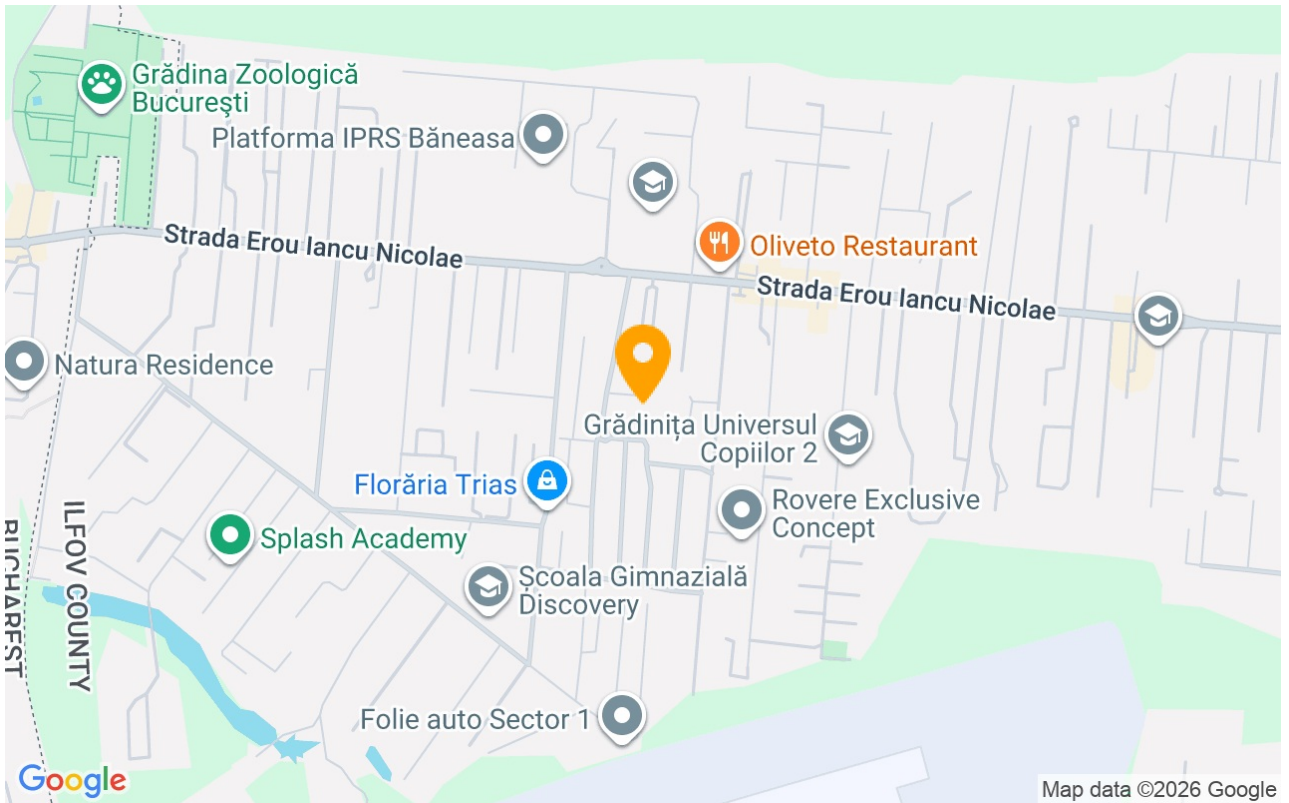 Grădina Zoologică
Bucureşti
Platforma IPRS Băneasa
Strada Erou Iancu Nicolae
Oliveto Restaurant
Strada Erou Iancu Nicolae
Natura Residence
Grădinița Universul
Copiilor 2
Florăria Trias
Rovere Exclusive
Concept
Splash Academy
Școala Gimnazială
Discovery
ILFOV COUNTY
BUCHAREST
Folie auto Sector 1
Google
Map data ©2026 Google